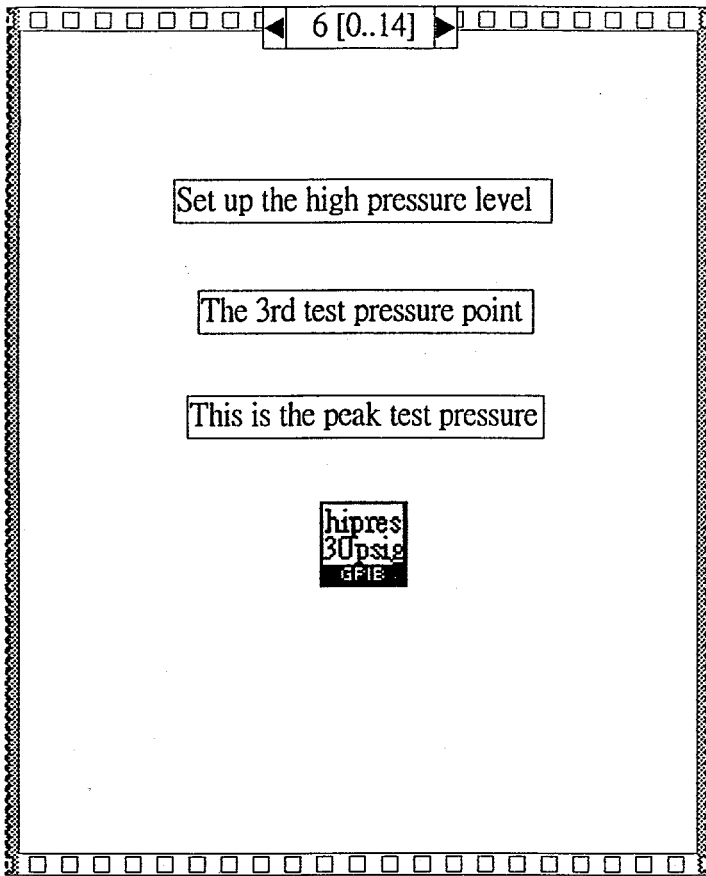 6 [0..14]
Set up the high pressure level
The 3rd test pressure point
This is the peak test pressure
hipres
30psig
GPIB